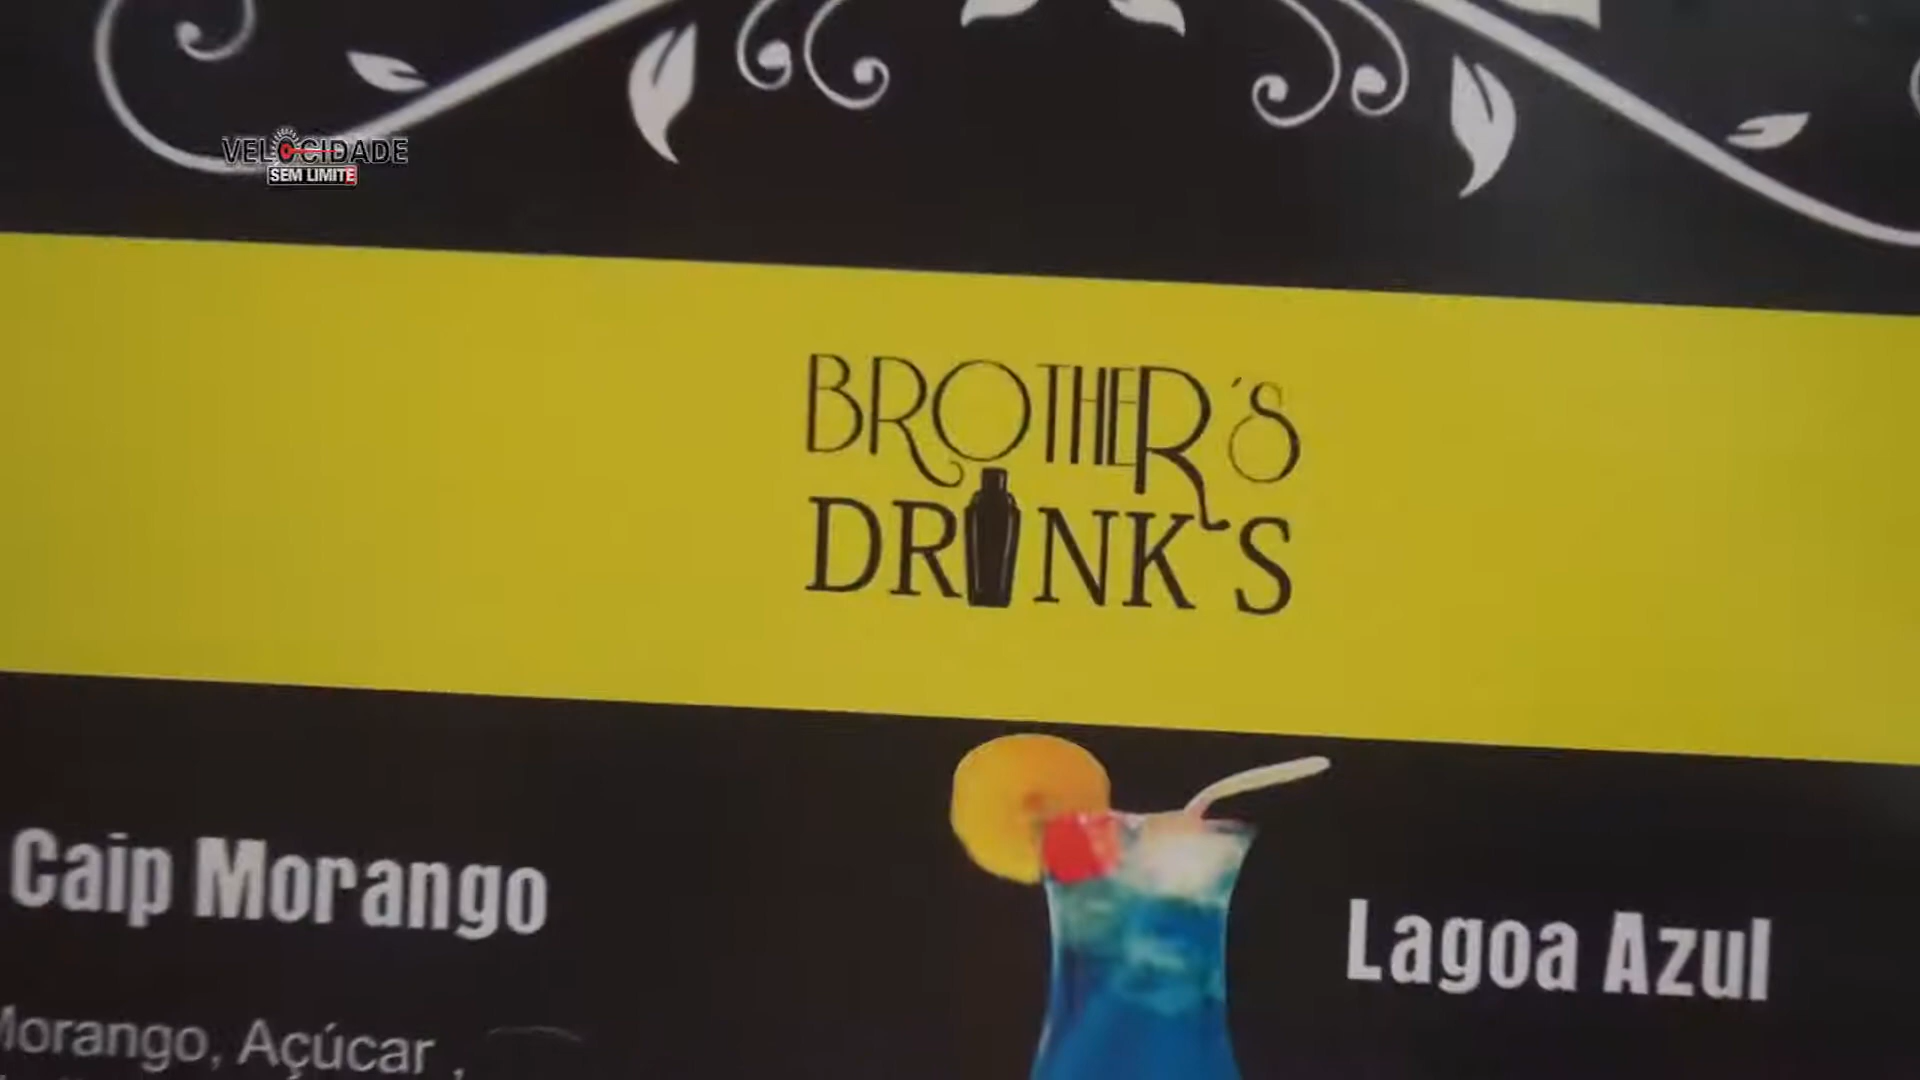 VELOCIDADE
SEM LIMITE
BROTHER´S
DRINK´S
Caip Morango
Lagoa Azul
Morango, Açúcar ,